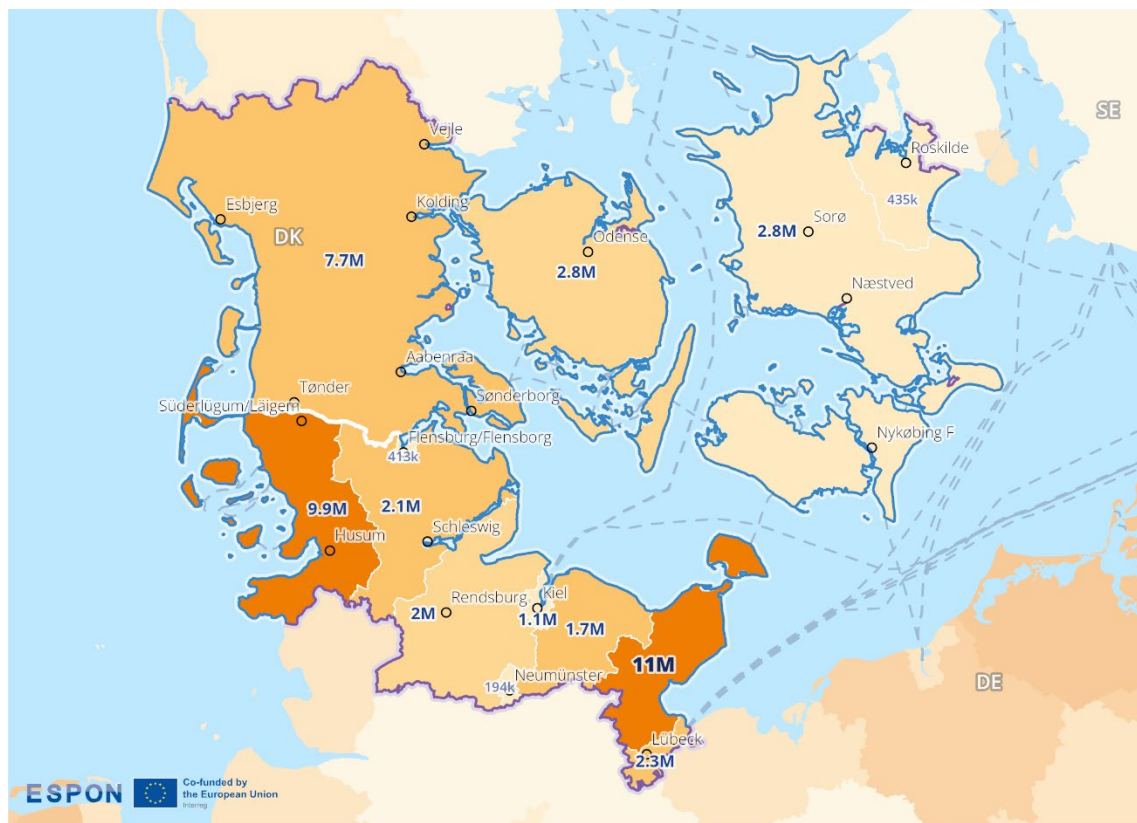 SE
Vejle
Roskilde
Esbjerg
Kolding
435k
Sorø
2.8M
DK
Odense
7.7M
2.8M
Næstved
Aabenraa
Tønder
Sønderborg
Süderlügum/Läigem
Flensburg/Flensborg
413k
Nykøbing F
9.9M
2.1M
Schleswig
Husum
Rendsburg
Kiel
2M
1.1M
1.7M
11M
Neumünster
194k
DE
Lübeck
2.3M
ESPON
Co-funded by
the European Union
Interreg